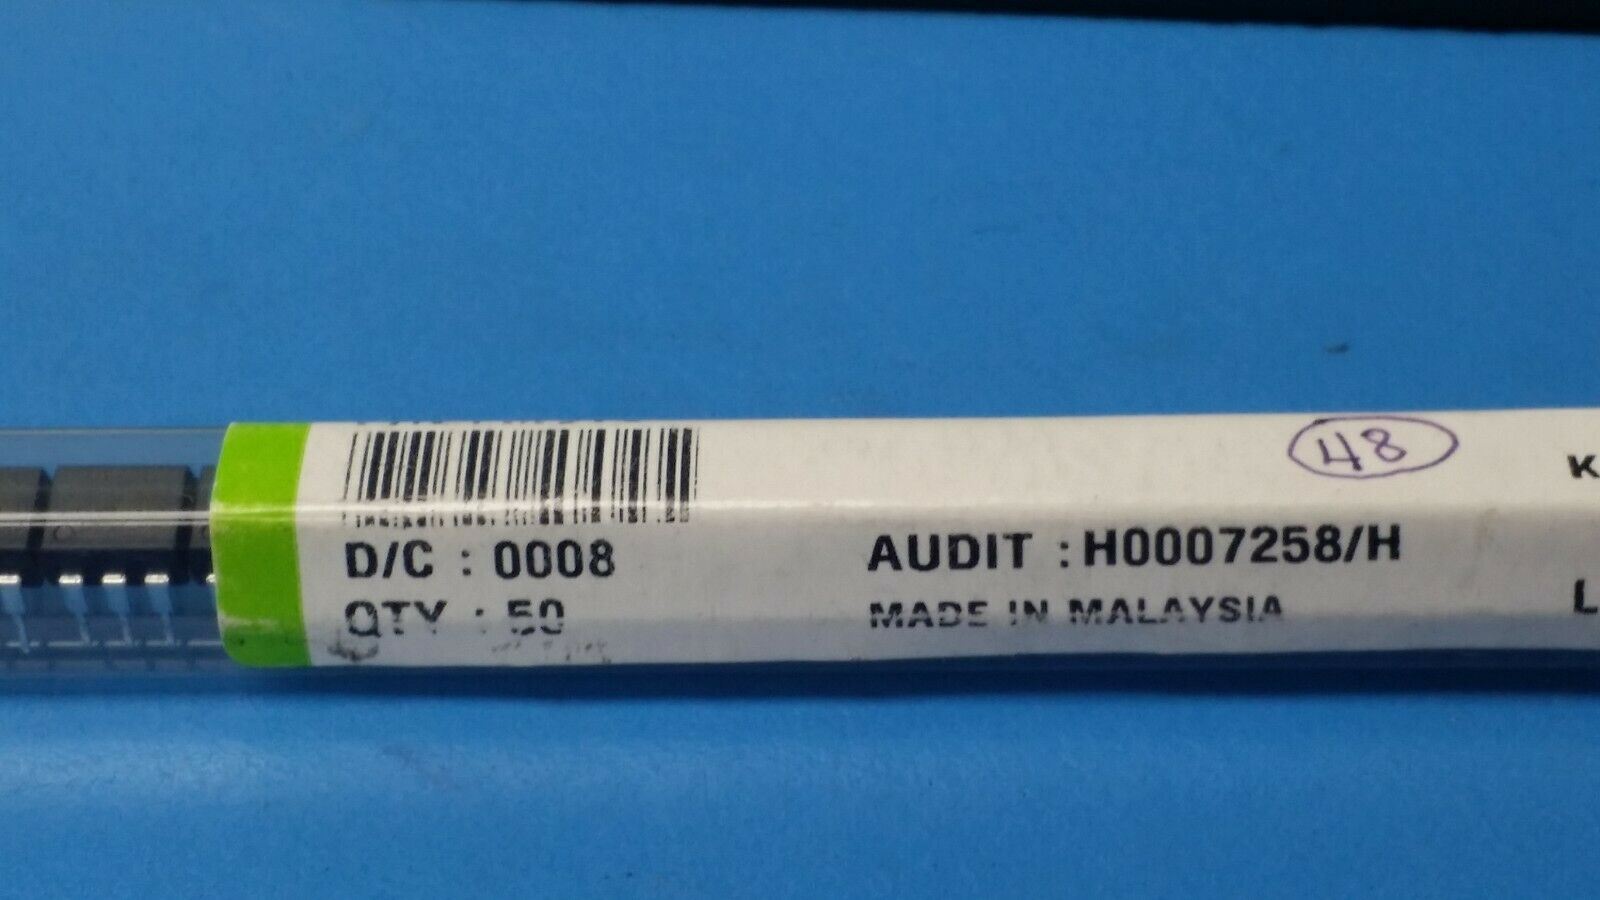 48
D/C : 0008
AUDIT : H0007258/H
QTY : 50
MADE IN MALAYSIA